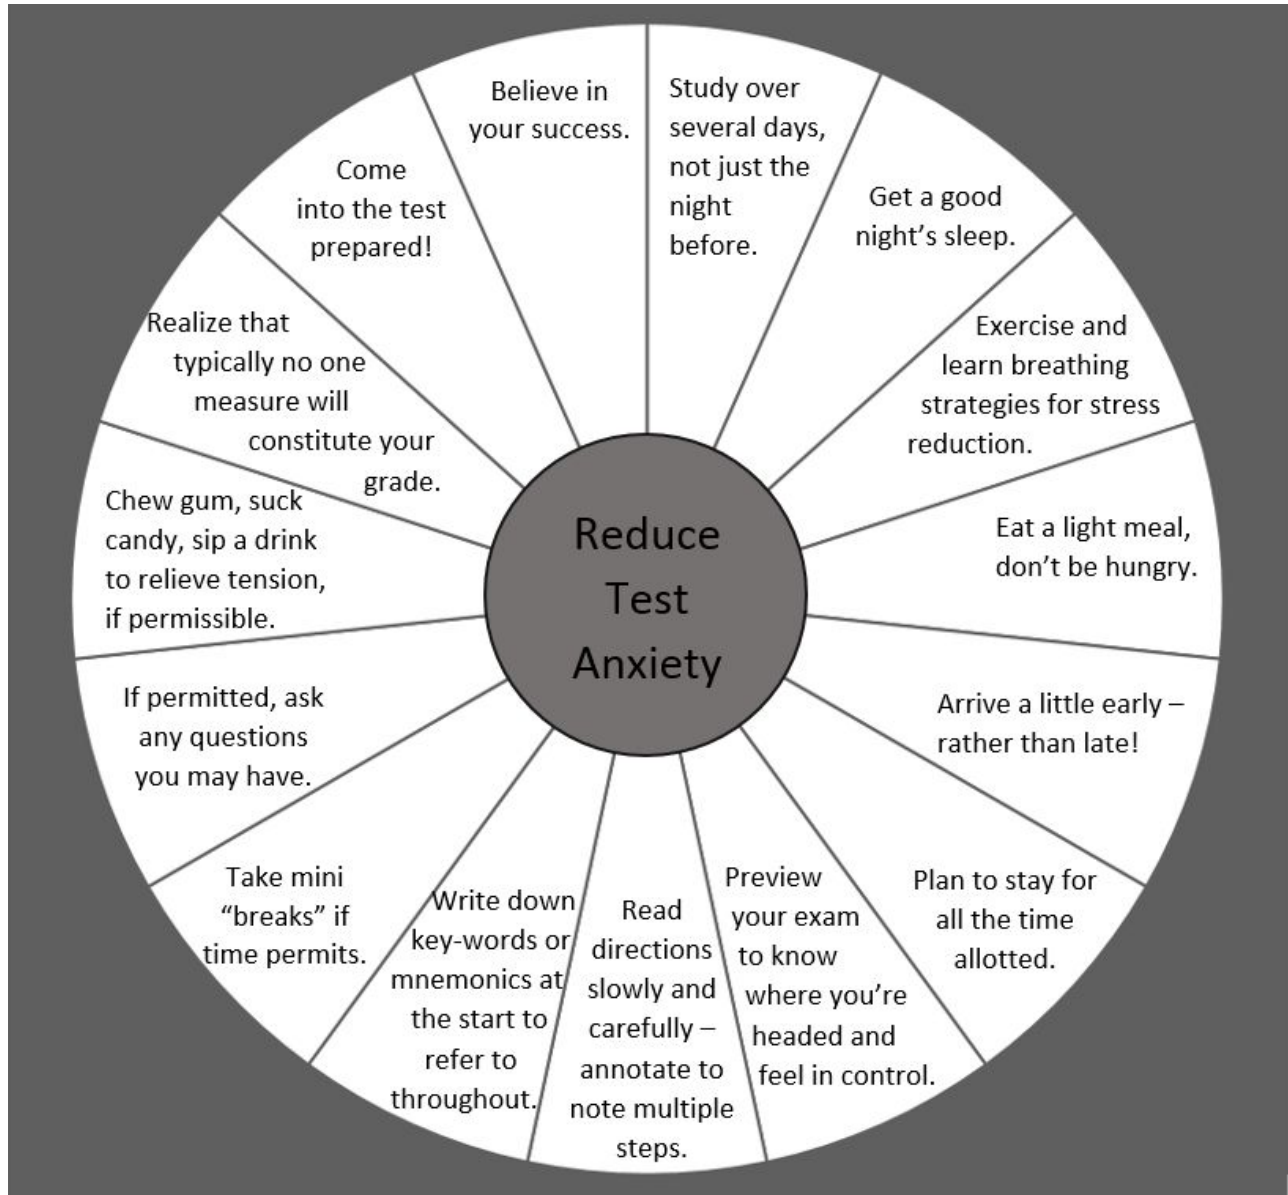 Reduce
Test
Anxiety
Study over
several days,
not just the
night
before.
Get a good
night’s sleep.
Exercise and
learn breathing
strategies for stress
reduction.
Eat a light meal,
don’t be hungry.
Arrive a little early –
rather than late!
Plan to stay for
all the time
allotted.
Preview
your exam
to know
where you’re
headed and
feel in control.
Read
directions
slowly and
carefully –
annotate to
note multiple
steps.
Write down
key-words or
mnemonics at
the start to
refer to
throughout.
Take mini
“breaks” if
time permits.
If permitted, ask
any questions
you may have.
Chew gum, suck
candy, sip a drink
to relieve tension,
if permissible.
Realize that
typically no one
measure will
constitute your
grade.
Come
into the test
prepared!
Believe in
your success.